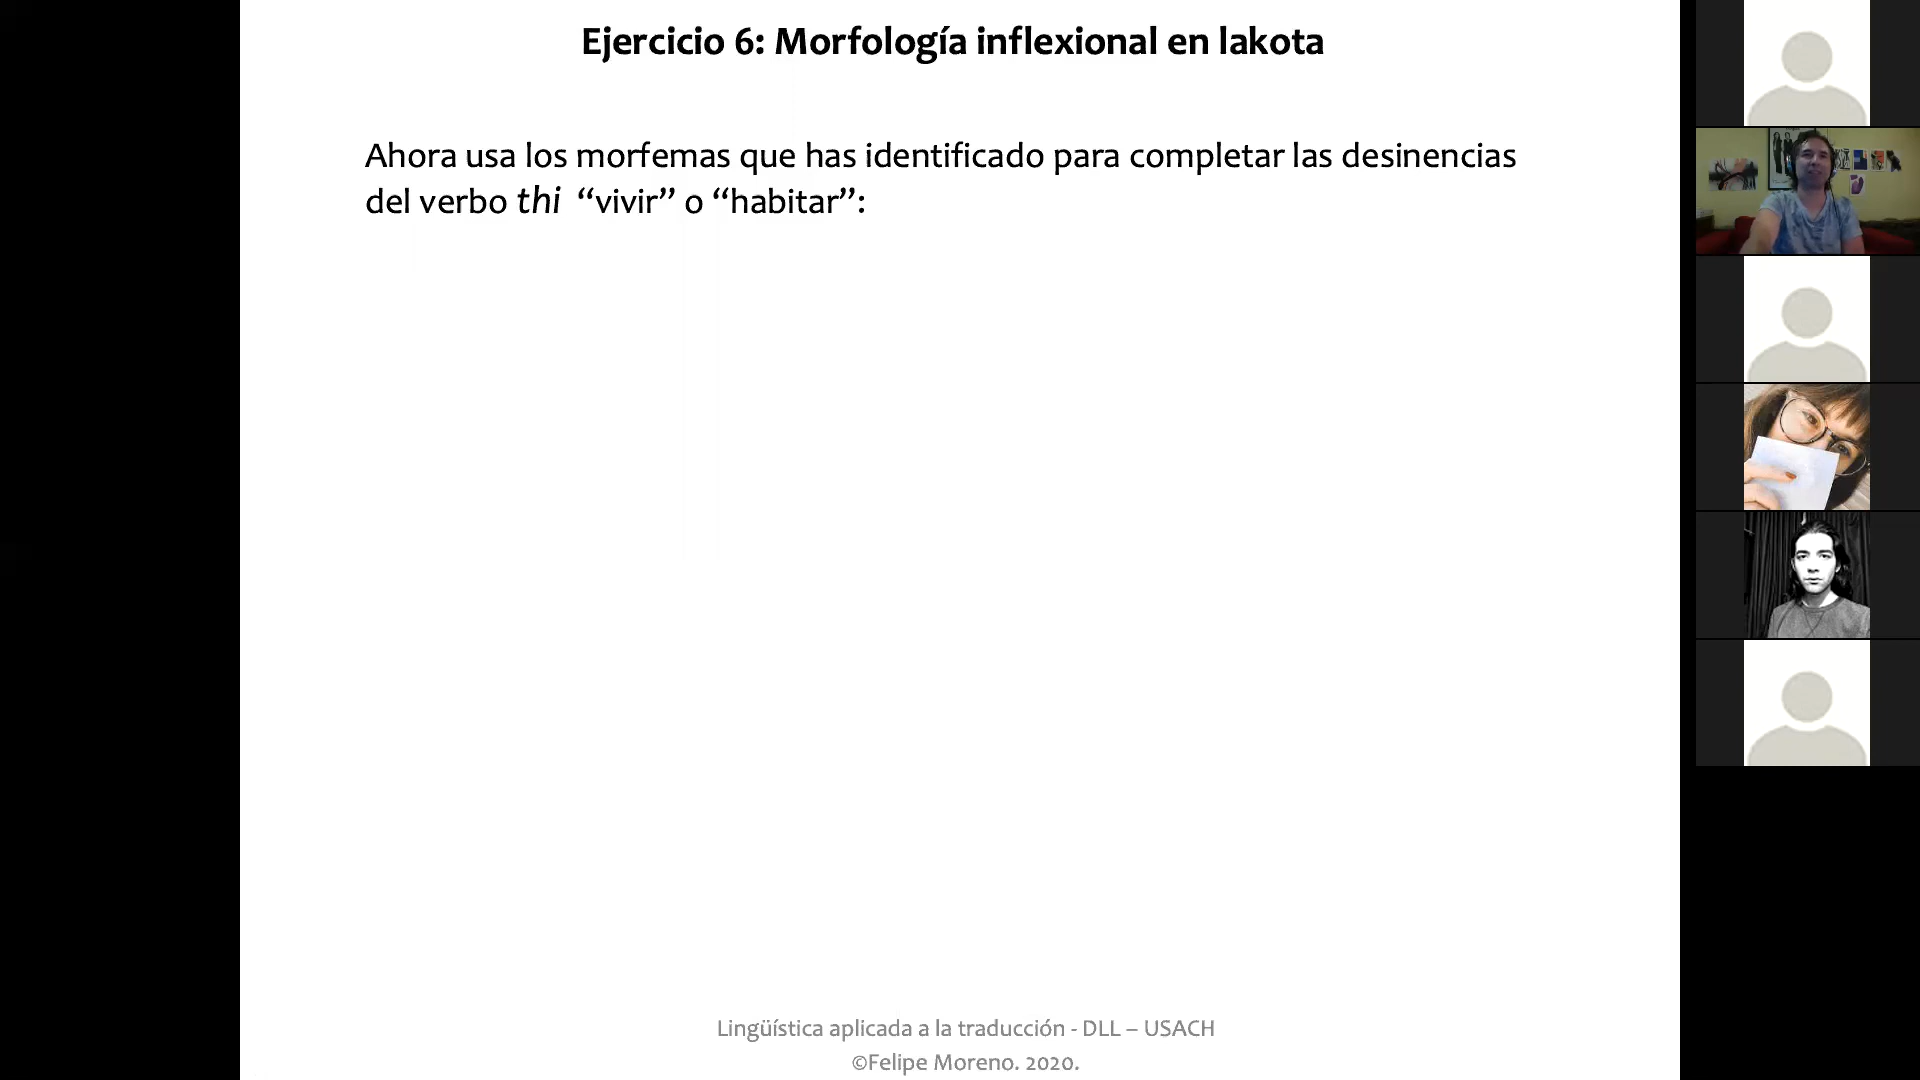 Ejercicio 6: Morfología inflexional en lakota
Ahora usa los morfemas que has identificado para completar las desinencias
del verbo thi “vivir” o “habitar”:
Lingüística aplicada a la traducción - DLL – USACH
©Felipe Moreno. 2020.